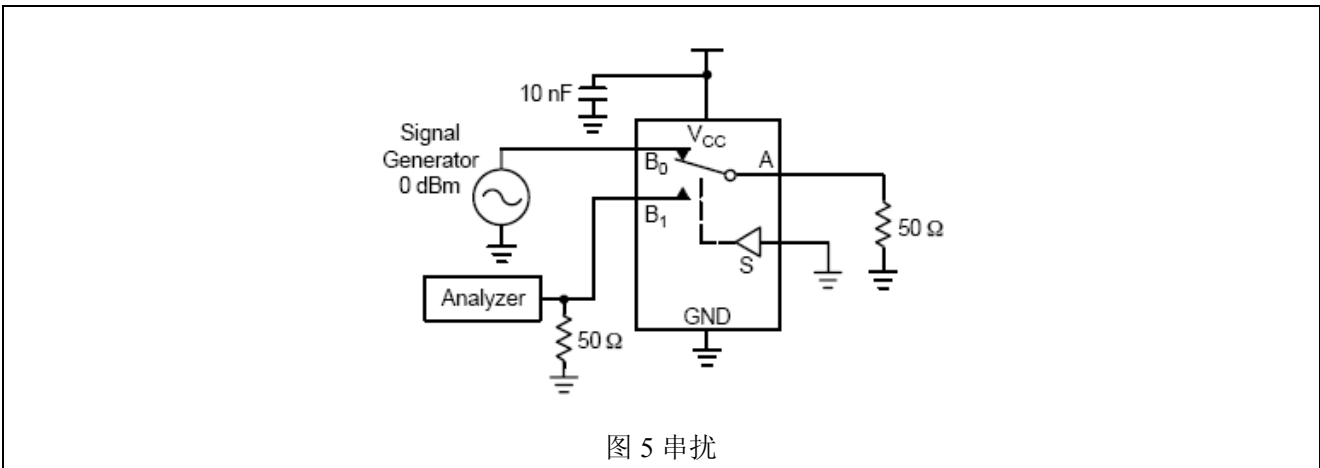 10 nF
Signal
Generator
0 dBm
VCC
B0
A
B1
50 Ω
S
Analyzer
GND
50 Ω
图 5 串扰